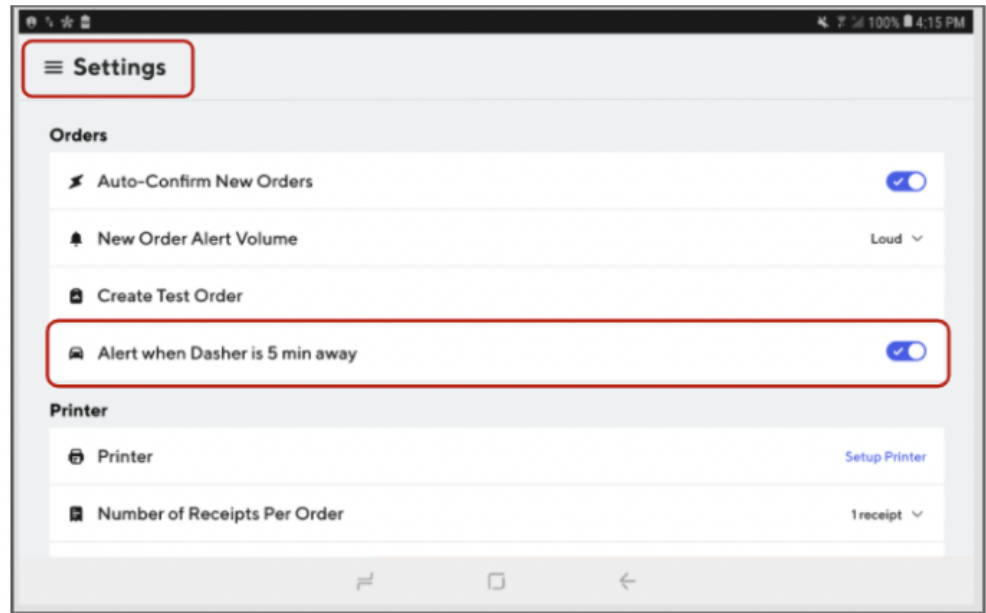 100% 4:15 PM
Settings
Orders
Auto-Confirm New Orders
New Order Alert Volume Loud
Create Test Order
Alert when Dasher is 5 min away
Printer
Printer Setup Printer
Number of Receipts Per Order 1 receipt